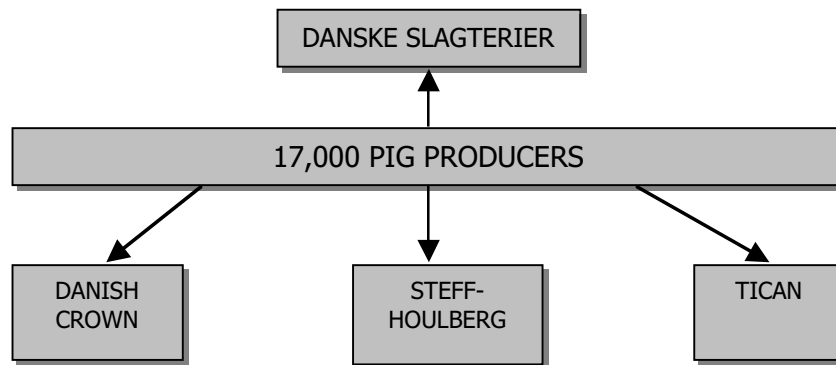 DANSKE SLAGTERIER
17,000 PIG PRODUCERS
DANISH
CROWN
STEFF-
HOULBERG
TICAN